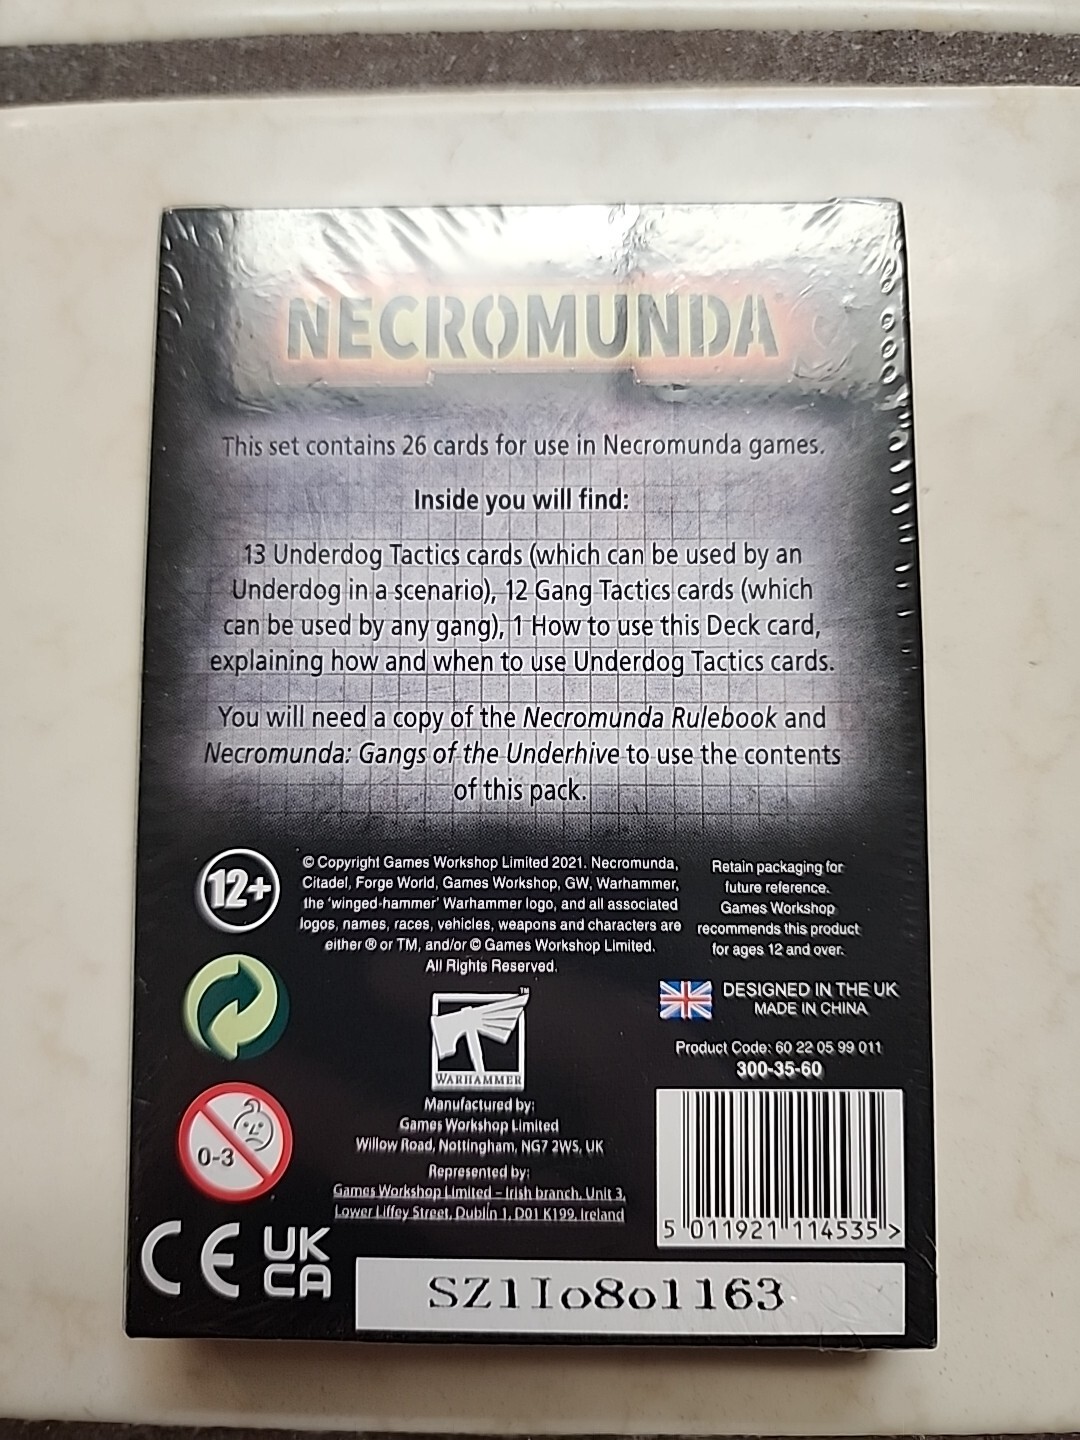 NECROMUNDA
This set contains 26 cards for use in Necromunda games.
Inside you will find:
13 Underdog Tactics cards (which can be used by an
Underdog in a scenario), 12 Gang Tactics cards (which
can be used by any gang), 1 How to use this Deck card,
explaining how and when to use Underdog Tactics cards.
You will need a copy of the Necromunda Rulebook and
Necromunda: Gangs of the Underhive to use the contents
of this pack.
12+
© Copyright Games Workshop Limited 2021. Necromunda,
Citadel, Forge World, Games Workshop, GW, Warhammer,
the ‘winged-hammer’ Warhammer logo, and all associated
logos, names, races, vehicles, weapons and characters are
either ® or TM, and/or © Games Workshop Limited.
All Rights Reserved.
Retain packaging for
future reference.
Games Workshop
recommends this product
for ages 12 and over.
DESIGNED IN THE UK
MADE IN CHINA
Product Code: 60 22 05 99 011
300-35-60
TM
WARHAMMER
Manufactured by:
Games Workshop Limited
Willow Road, Nottingham, NG7 2WS, UK
Represented by:
Games Workshop Limited – Irish branch, Unit 3,
Lower Liffey Street, Dublin 1, D01 K199, Ireland
0-3
CE
UK
CA
5 011921 114535 >
SZ1I0801163